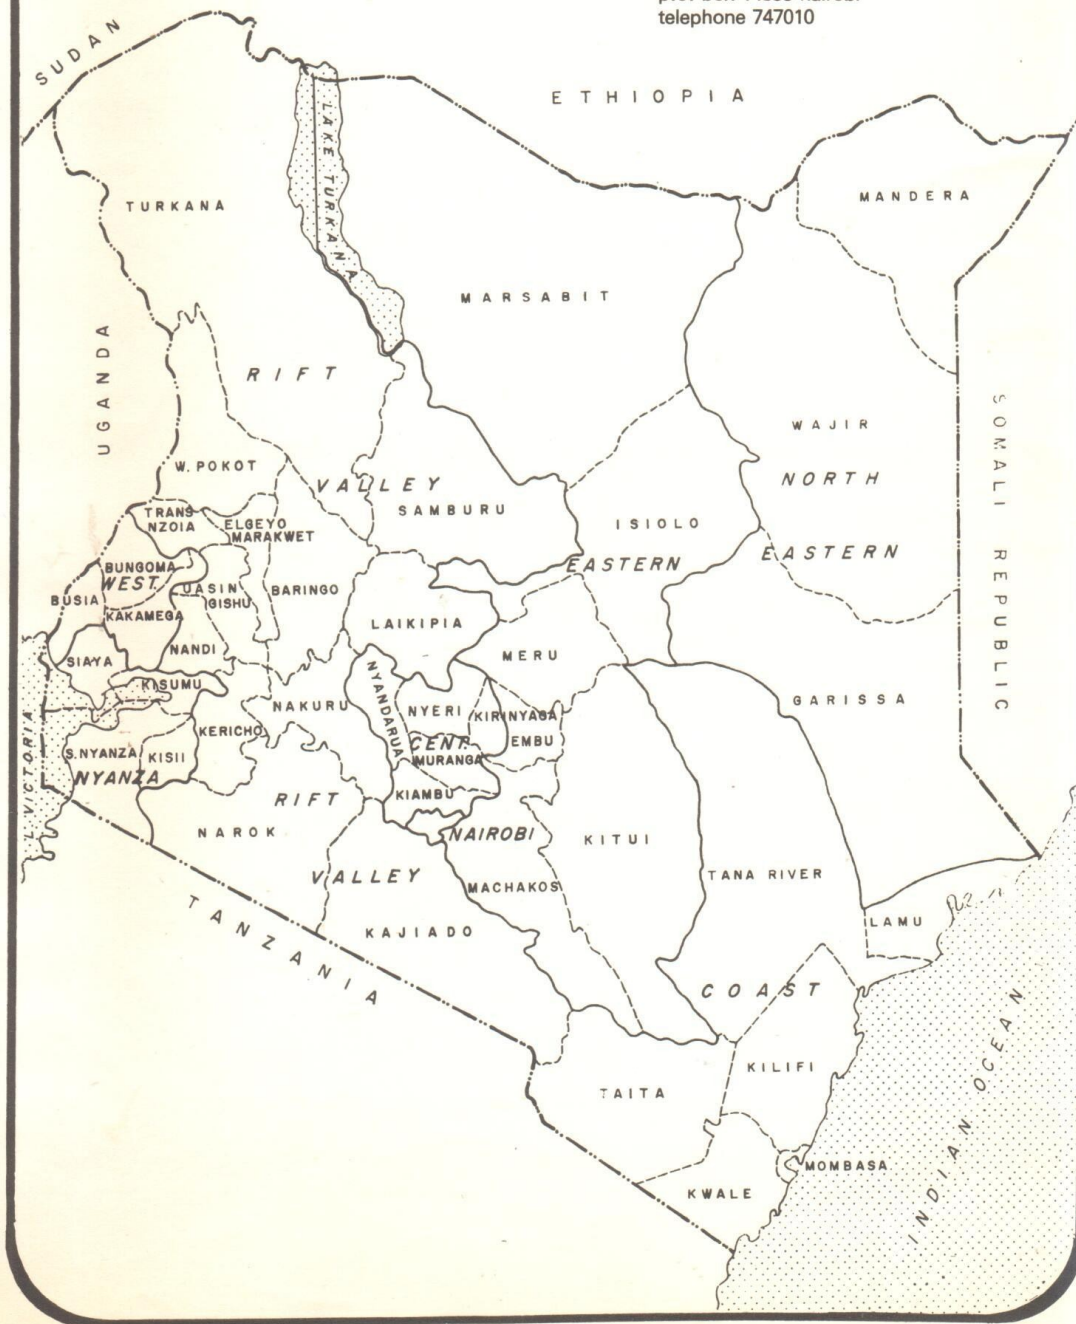 telephone 747010
SUDAN
ETHIOPIA
LAKE TURKANA
TURKANA
MANDERA
MARSABIT
UGANDA
RIFT
VALLEY
SOMALI REPUBLIC
WAJIR
NORTH
EASTERN
W. POKOT
SAMBURU
ISIOLO
EASTERN
TRANS
NZOIA
ELGEYO
MARAKWET
BUNGOMA
WEST.
UASIN
GISHU
BARINGO
BUSIA
KAKAMEGA
LAIKIPIA
NANDI
MERU
SIAYA
KISUMU
NYANDARUA
NAKURU
NYERI
KIRINYAGA
GARISSA
KERICHO
EMBU
CENT.
MURANGA
S.NYANZA
KISII
NYANZA
VICTORIA
KIAMBU
RIFT
VALLEY
NAROK
NAIROBI
KITUI
MACHAKOS
TANA RIVER
LAMU
KAJIADO
TANZANIA
COAST
KILIFI
TAITA
MOMBASA
KWALE
INDIAN OCEAN